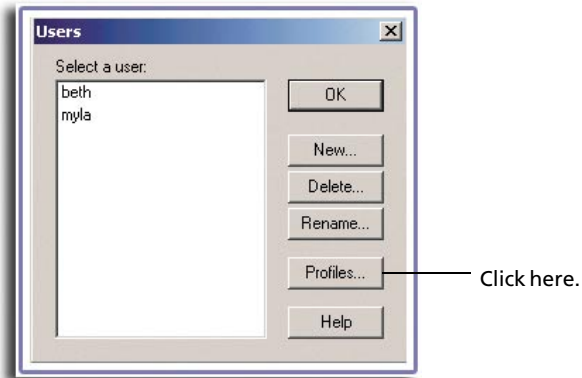 Users
Select a user:
beth
myla
OK
New...
Delete...
Rename...
Profiles...
Help
Click here.